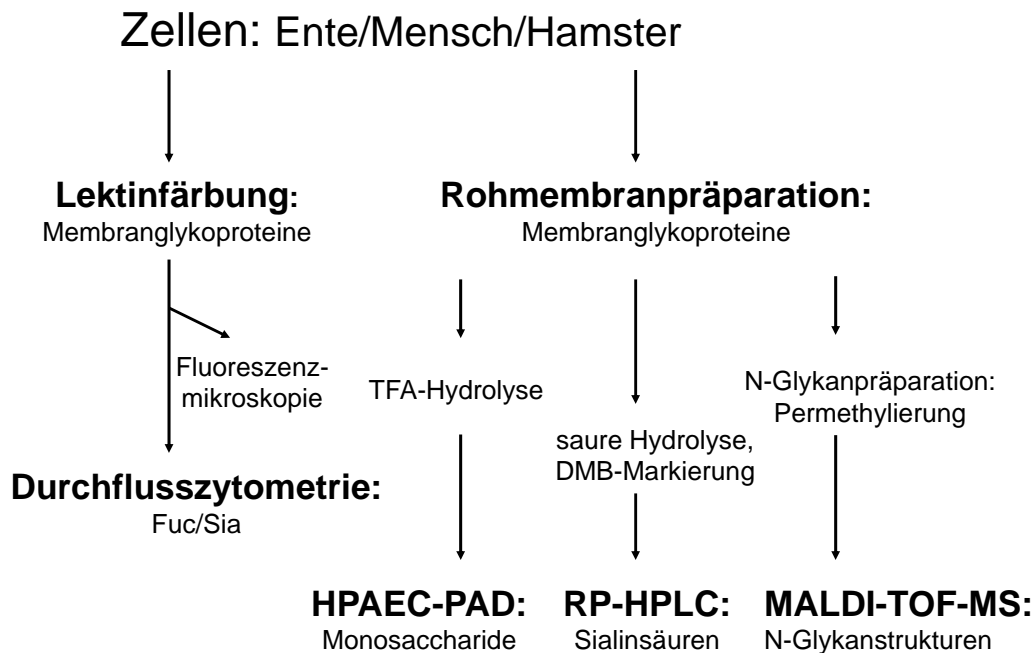 Zellen: Ente/Mensch/Hamster
Lektinfärbung:
Membranglykoproteine
Rohmembranpräparation:
Membranglykoproteine
Fluoreszenz-
mikroskopie
TFA-Hydrolyse
N-Glykanpräparation:
Permethylierung
saure Hydrolyse,
DMB-Markierung
Durchflusszytometrie:
Fuc/Sia
HPAEC-PAD:
Monosaccharide
RP-HPLC:
Sialinsäuren
MALDI-TOF-MS:
N-Glykanstrukturen